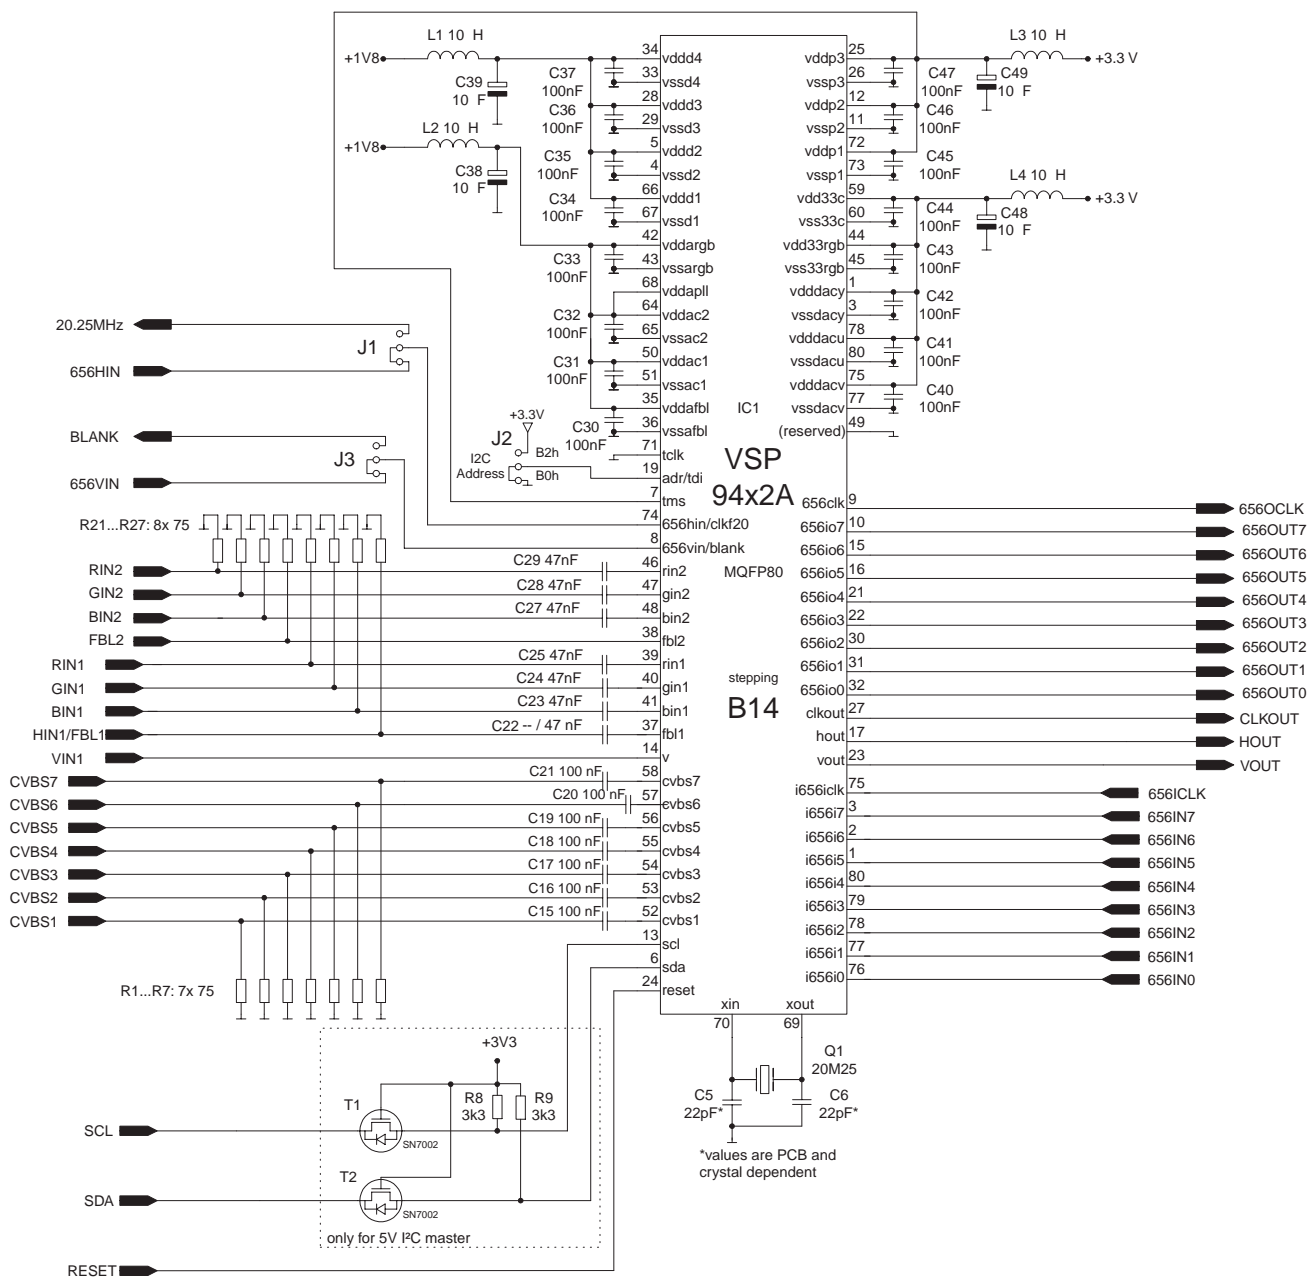 L1 10 H
+1V8
C39
10 F
L2 10 H
+1V8
C38
10 F
C37
100nF
C36
100nF
C35
100nF
C34
100nF
C33
100nF
C32
100nF
C31
100nF
C30
100nF
34 vddd4
33 vssd4
28 vddd3
29 vssd3
5 vddd2
4 vssd2
66 vddd1
67 vssd1
42 vddargb
43 vssargb
68 vddapll
64 vddac2
65 vssac2
50 vddac1
51 vssac1
35 vddafbl
36 vssafbl
71 tclk
19 adr/tdi
7 tms
74 656hin/clkf20
8 656vin/blank
46 rin2
47 gin2
48 bin2
38 fbl2
39 rin1
40 gin1
41 bin1
37 fbl1
14 v
58 cvbs7
57 cvbs6
56 cvbs5
55 cvbs4
54 cvbs3
53 cvbs2
52 cvbs1
13 scl
6 sda
24 reset
IC1
VSP
94x2A
MQFP80
stepping
B14
vddp3 25
vssp3 26
vddp2 12
vssp2 11
vddp1 72
vssp1 73
vdd33c 59
vss33c 60
vdd33rgb 44
vss33rgb 45
vdddacy 1
vssdacy 3
vdddacu 78
vssdacu 80
vdddacv 75
vssdacv 77
(reserved) 49
656clk 9
656io7 10
656io6 15
656io5 16
656io4 21
656io3 22
656io2 30
656io1 31
656io0 32
clkout 27
hout 17
vout 23
i656iclk 75
i656i7 3
i656i6 2
i656i5 1
i656i4 80
i656i3 79
i656i2 78
i656i1 77
i656i0 76
xin xout
70 69
C47
100nF
C46
100nF
C45
100nF
C44
100nF
C43
100nF
C42
100nF
C41
100nF
C40
100nF
L3 10 H
+3.3 V
C49
10 F
L4 10 H
+3.3 V
C48
10 F
656OCLK
656OUT7
656OUT6
656OUT5
656OUT4
656OUT3
656OUT2
656OUT1
656OUT0
CLKOUT
HOUT
VOUT
656ICLK
656IN7
656IN6
656IN5
656IN4
656IN3
656IN2
656IN1
656IN0
20.25MHz
J1
656HIN
BLANK
J3
656VIN
+3.3V
J2
B2h
I2C
Address
B0h
R21...R27: 8x 75
RIN2
C29 47nF
GIN2
C28 47nF
BIN2
C27 47nF
FBL2
RIN1
C25 47nF
GIN1
C24 47nF
BIN1
C23 47nF
HIN1/FBL1
C22 -- / 47 nF
VIN1
CVBS7
C21 100 nF
CVBS6
C20 100 nF
CVBS5
C19 100 nF
CVBS4
C18 100 nF
CVBS3
C17 100 nF
CVBS2
C16 100 nF
CVBS1
C15 100 nF
R1...R7: 7x 75
+3V3
R8
3k3
R9
3k3
T1
SN7002
T2
SN7002
SCL
SDA
only for 5V I²C master
RESET
Q1
20M25
C5
22pF*
C6
22pF*
*values are PCB and
crystal dependent